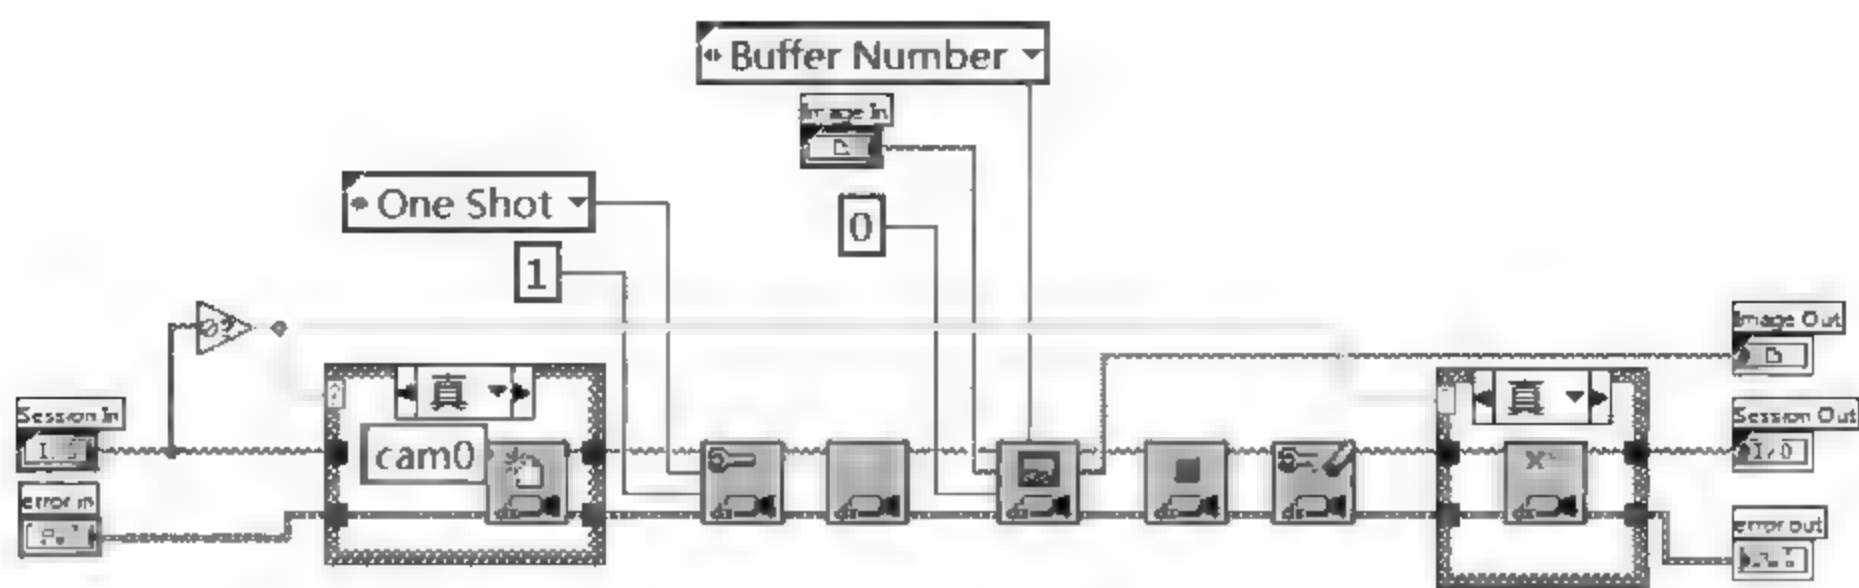 Buffer Number
Image In
One Shot
0
1
?
Image Out
Session In
真
真
Session Out
cam0
I/O
error in
error out